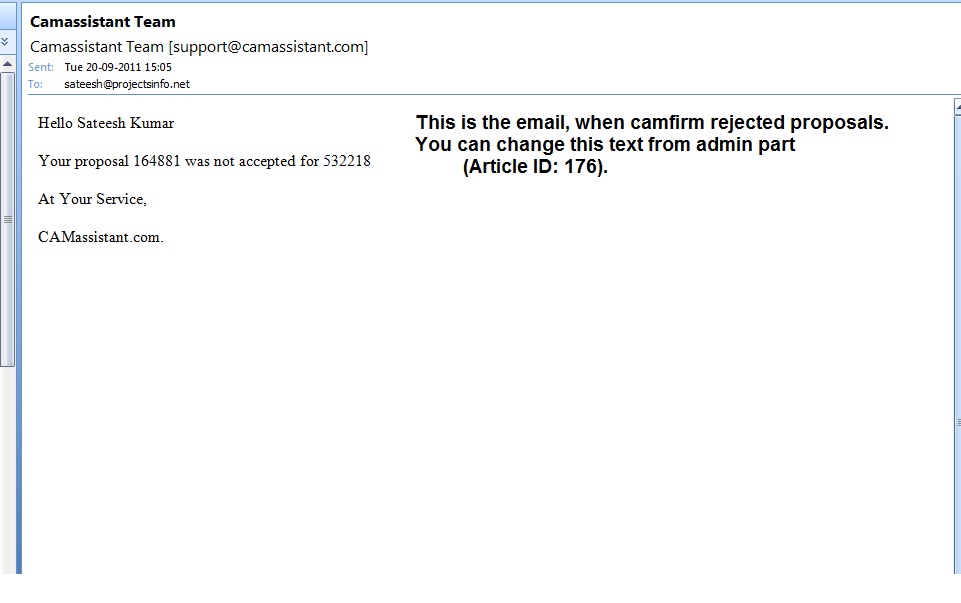 Camassistant Team
Camassistant Team [support@camassistant.com]
Sent: Tue 20-09-2011 15:05
To: sateesh@projectsinfo.net
Hello Sateesh Kumar
Your proposal 164881 was not accepted for 532218
At Your Service,
CAMassistant.com.
This is the email, when camfirm rejected proposals.
You can change this text from admin part
(Article ID: 176).